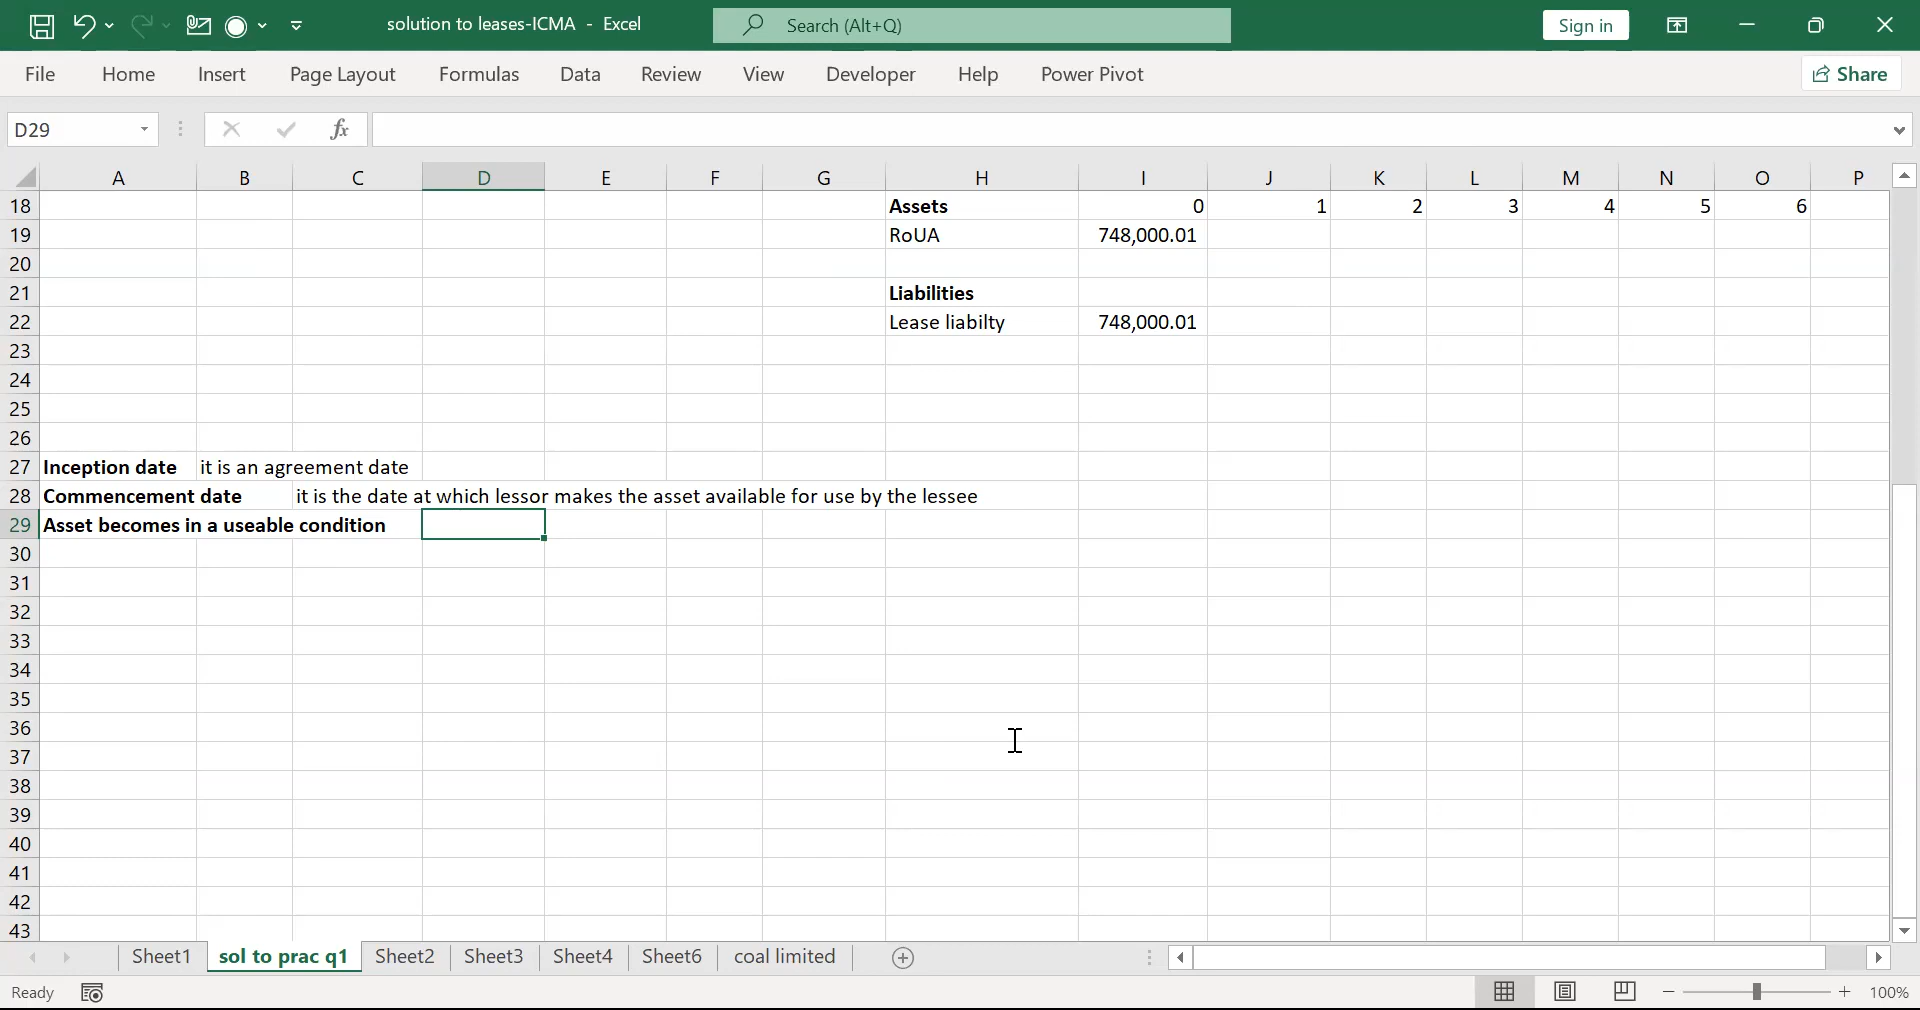 solution to leases-ICMA - Excel
Search (Alt+Q)
Sign in
File Home Insert Page Layout Formulas Data Review View Developer Help Power Pivot
Share
D29
fx
A B C D E F G H I J K L M N O P
18 Assets 0 1 2 3 4 5 6
19 RoUA 748,000.01
20
21 Liabilities
22 Lease liabilty 748,000.01
23
24
25
26
27 Inception date it is an agreement date
28 Commencement date it is the date at which lessor makes the asset available for use by the lessee
29 Asset becomes in a useable condition
30
31
32
33
34
35
36
37
38
39
40
41
42
43
Sheet1 sol to prac q1 Sheet2 Sheet3 Sheet4 Sheet6 coal limited
Ready
100%